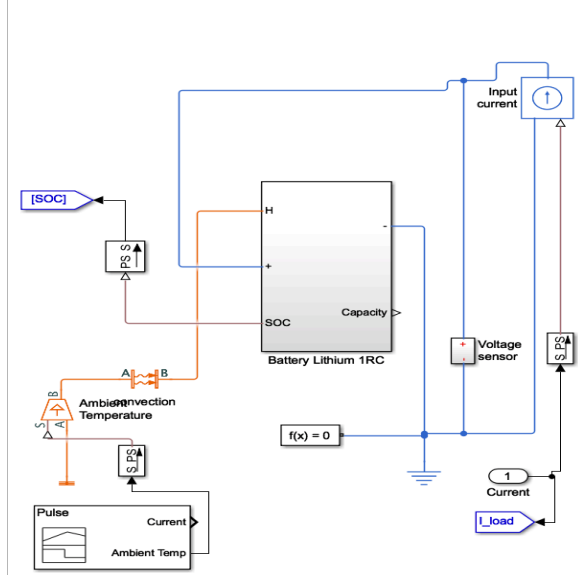 Input
current
[SOC]
PS S
H
-
+
Capacity
SOC
Battery Lithium 1RC
S PS
+
-
Voltage
sensor
A
B
convection
B
Ambient
Temperature
S
A
f(x) = 0
S PS
1
Current
I_load
Pulse
Current
Ambient Temp